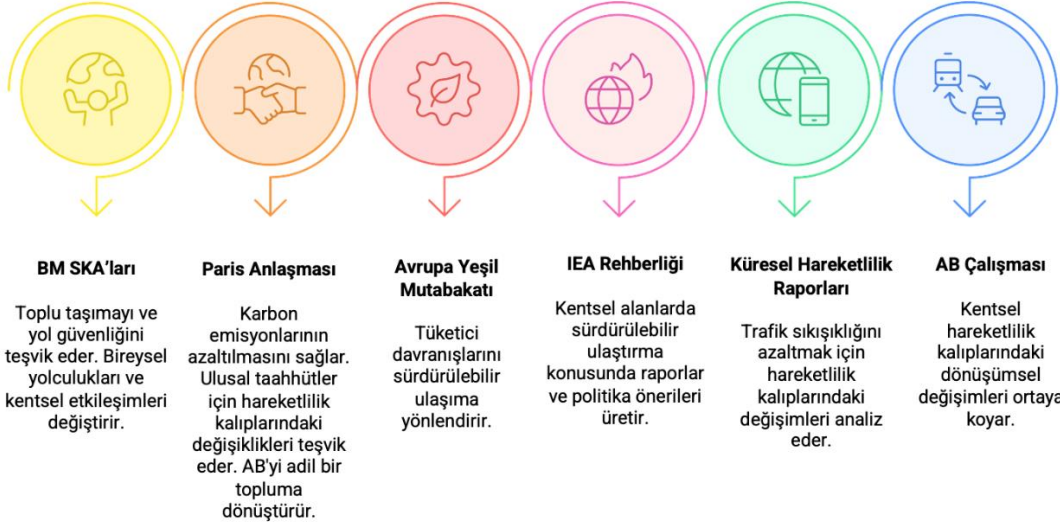 BM SKA'ları
Toplu taşımayı ve
yol güvenliğini
teşvik eder. Bireysel
yolculukları ve
kentsel etkileşimleri
değiştirir.
Paris Anlaşması
Karbon
emisyonlarının
azaltılmasını sağlar.
Ulusal taahhütler
için hareketlilik
kalıplarındaki
değişiklikleri teşvik
eder. AB'yi adil bir
topluma
dönüştürür.
Avrupa Yeşil
Mutabakatı
Tüketici
davranışlarını
sürdürülebilir
ulaşıma
yönlendirir.
IEA Rehberliği
Kentsel alanlarda
sürdürülebilir
ulaştırma
konusunda raporlar
ve politika önerileri
üretir.
Küresel Hareketlilik
Raporları
Trafik sıkışıklığını
azaltmak için
hareketlilik
kalıplarındaki
değişimleri analiz
eder.
AB Çalışması
Kentsel
hareketlilik
kalıplarındaki
dönüşümsel
değişimleri ortaya
koyar.